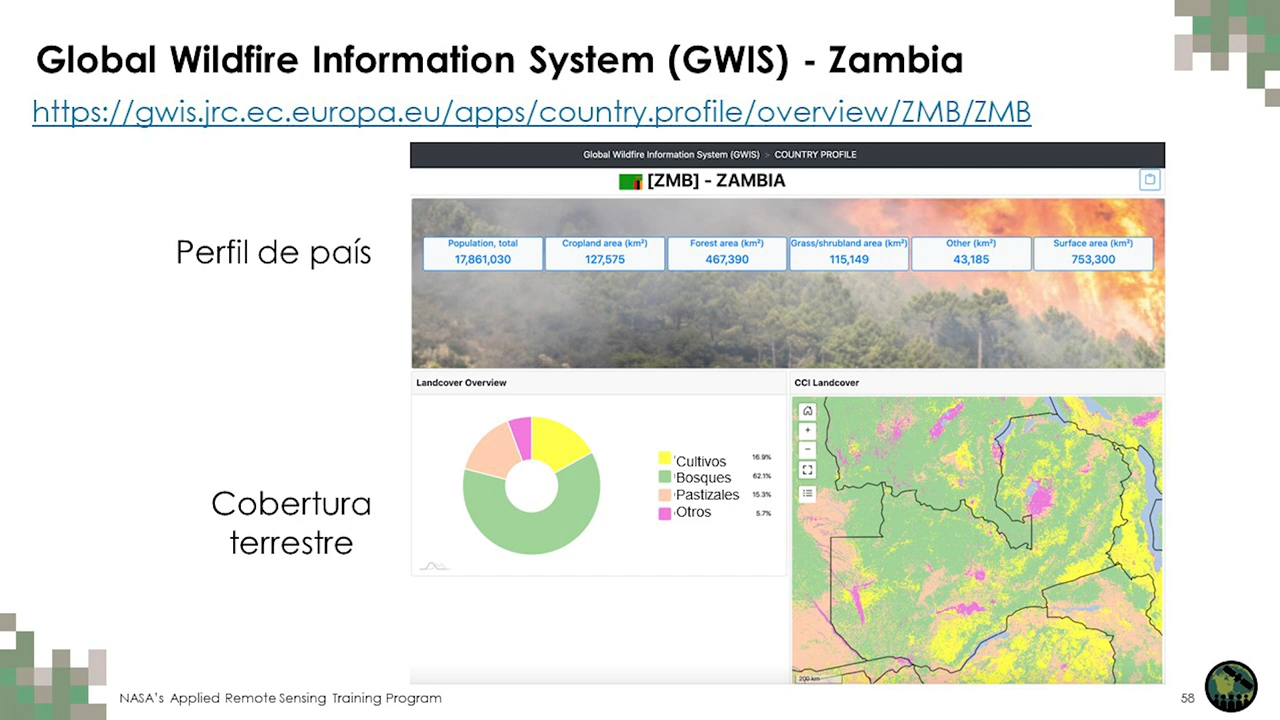 Global Wildfire Information System (GWIS) - Zambia
https://gwis.jrc.ec.europa.eu/apps/country.profile/overview/ZMB/ZMB
Global Wildfire Information System (GWIS) > COUNTRY PROFILE
[ZMB] - ZAMBIA
Perfil de país
Population, total
17,861,030
Cropland area (km²)
127,575
Forest area (km²)
467,390
Grass/shrubland area (km²)
115,149
Other (km²)
43,185
Surface area (km²)
753,300
Landcover Overview
CCI Landcover
Cobertura
terrestre
Cultivos 16.9%
Bosques 62.1%
Pastizales 15.3%
Otros 5.7%
200 km
NASA's Applied Remote Sensing Training Program
58